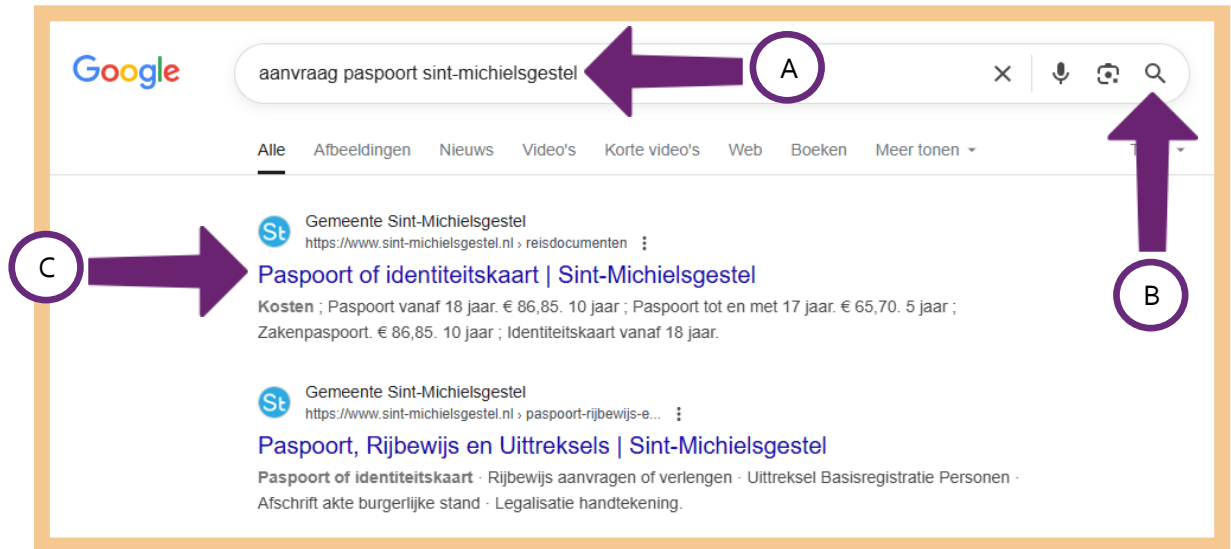 Google
aanvraag paspoort sint-michielsgestel
A
Alle Afbeeldingen Nieuws Video's Korte video's Web Boeken Meer tonen
St
Gemeente Sint-Michielsgestel
https://www.sint-michielsgestel.nl › reisdocumenten
C
Paspoort of identiteitskaart | Sint-Michielsgestel
B
Kosten ; Paspoort vanaf 18 jaar. € 86,85. 10 jaar ; Paspoort tot en met 17 jaar. € 65,70. 5 jaar ;
Zakenpaspoort. € 86,85. 10 jaar ; Identiteitskaart vanaf 18 jaar.
St
Gemeente Sint-Michielsgestel
https://www.sint-michielsgestel.nl › paspoort-rijbewijs-e...
Paspoort, Rijbewijs en Uittreksels | Sint-Michielsgestel
Paspoort of identiteitskaart · Rijbewijs aanvragen of verlengen · Uittreksel Basisregistratie Personen ·
Afschrift akte burgerlijke stand · Legalisatie handtekening.